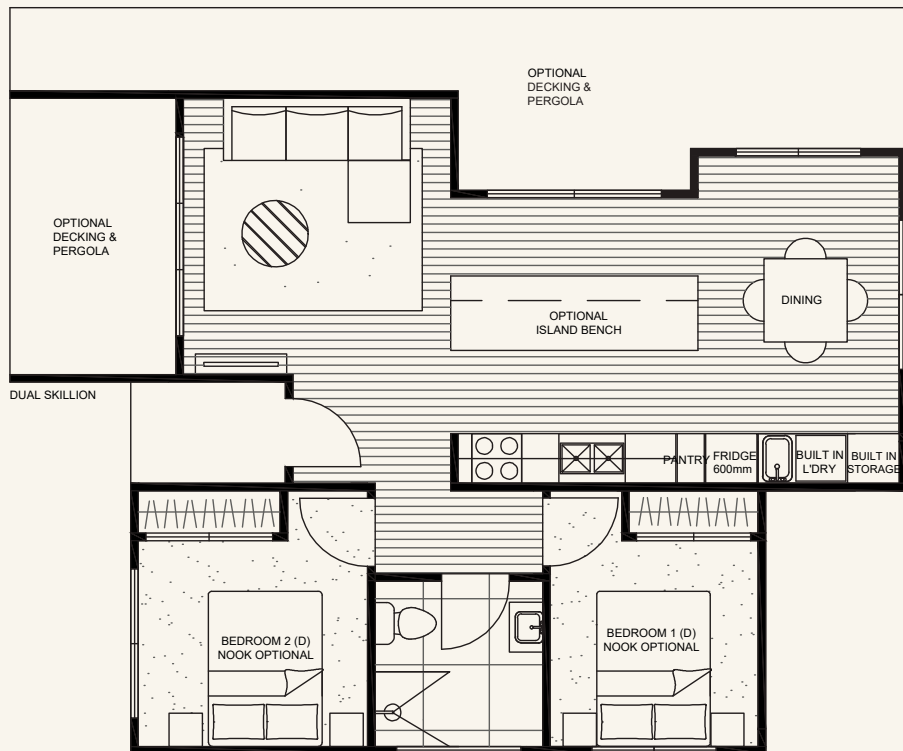 OPTIONAL
DECKING &
PERGOLA
OPTIONAL
DECKING &
PERGOLA
DINING
OPTIONAL
ISLAND BENCH
DUAL SKILLION
PANTRY
FRIDGE
600mm
BUILT IN
L'DRY
BUILT IN
STORAGE
BEDROOM 2 (D)
NOOK OPTIONAL
BEDROOM 1 (D)
NOOK OPTIONAL